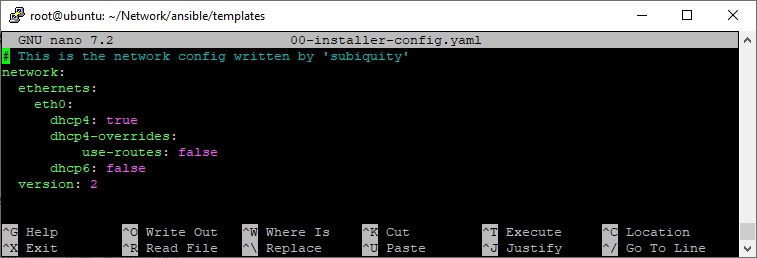 root@ubuntu: ~/Network/ansible/templates
GNU nano 7.2 00-installer-config.yaml
# This is the network config written by 'subiquity'
network:
  ethernets:
    eth0:
      dhcp4: true
      dhcp4-overrides:
          use-routes: false
      dhcp6: false
  version: 2
^G Help ^O Write Out ^W Where Is ^K Cut ^T Execute ^C Location
^X Exit ^R Read File ^\ Replace ^U Paste ^J Justify ^/ Go To Line